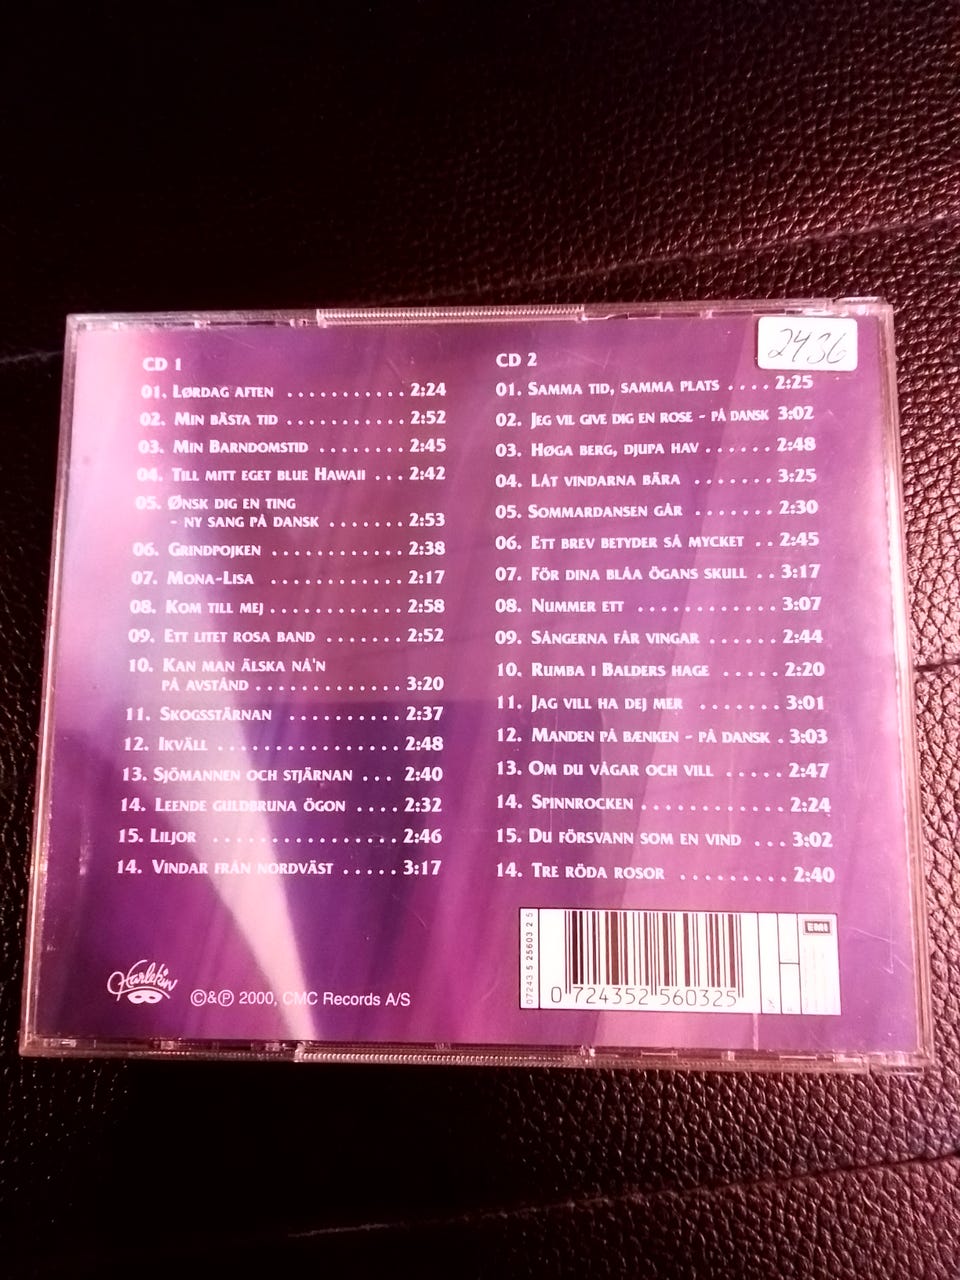 2436
CD 1
01. Lørdag aften ........... 2:24
02. Min bästa tid ........... 2:52
03. Min Barndomstid ........ 2:45
04. Till mitt eget blue Hawaii ... 2:42
05. Ønsk dig en ting
- ny sang på dansk ....... 2:53
06. Grindpojken ............ 2:38
07. Mona-Lisa ............ 2:17
08. Kom till mej ............ 2:58
09. Ett litet rosa band ....... 2:52
10. Kan man älska nå'n
på avstånd ............. 3:20
11. Skogsstärnan .......... 2:37
12. Ikväll ................. 2:48
13. Sjömannen och stjärnan ... 2:40
14. Leende guldbruna ögon .... 2:32
15. Liljor ................ 2:46
14. Vindar från nordväst ..... 3:17
CD 2
01. Samma tid, samma plats .... 2:25
02. Jeg vil give dig en rose - på dansk 3:02
03. Høga berg, djupa hav ...... 2:48
04. Låt vindarna bära ........ 3:25
05. Sommardansen går ....... 2:30
06. Ett brev betyder så mycket .. 2:45
07. För dina blåa ögans skull .. 3:17
08. Nummer ett ............ 3:07
09. Sångerna får vingar ...... 2:44
10. Rumba i Balders hage ..... 2:20
11. Jag vill ha dej mer ....... 3:01
12. Manden på bænken - på dansk . 3:03
13. Om du vågar och vill ..... 2:47
14. Spinnrocken ............ 2:24
15. Du försvann som en vind ... 3:02
14. Tre röda rosor ......... 2:40
Harlekin
©&℗ 2000, CMC Records A/S
07243 5 25603 2 5
0 724352 560325
EMI